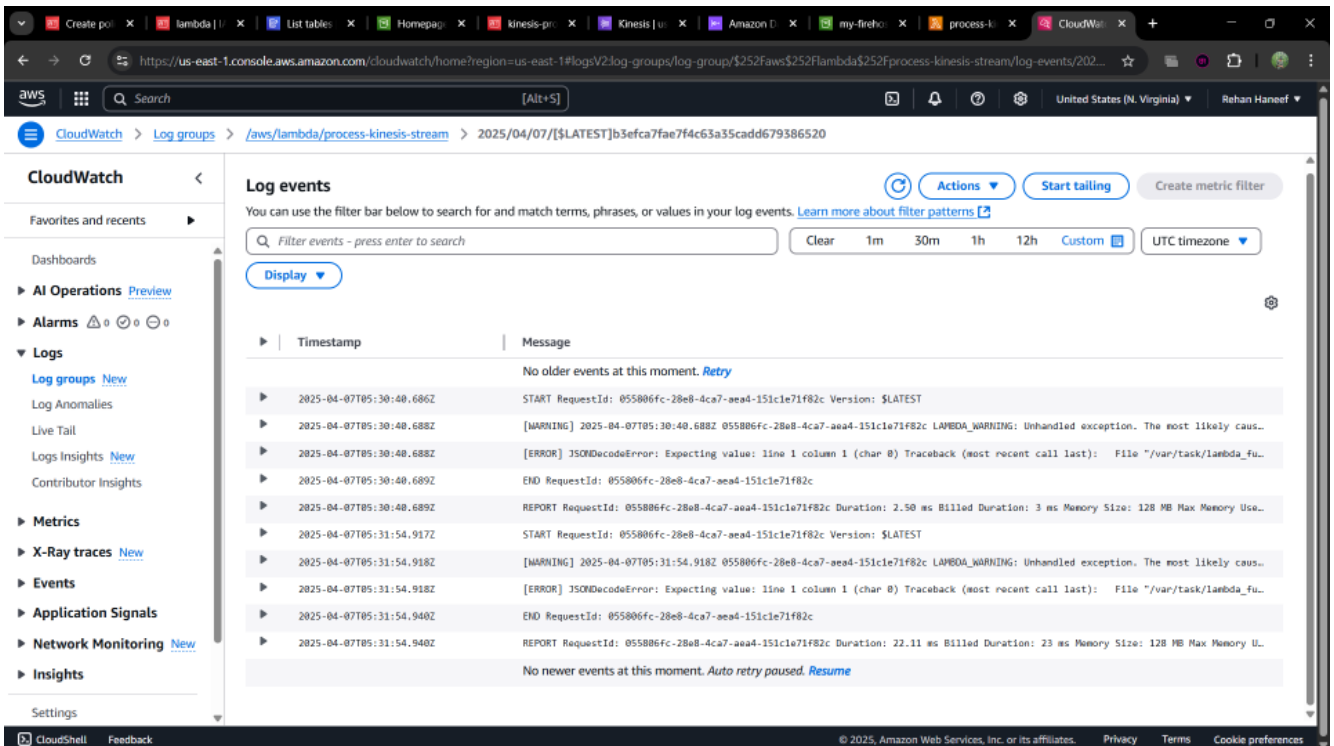 Create pol
lambda | I
List tables
Homepag
kinesis-pro
Kinesis | us
Amazon D
my-fireho
process-ki
CloudWat
https://us-east-1.console.aws.amazon.com/cloudwatch/home?region=us-east-1#logsV2:log-groups/log-group/$252Faws$252Flambda$252Fprocess-kinesis-stream/log-events/202...
aws Search [Alt+S] United States (N. Virginia) Rehan Haneef
CloudWatch > Log groups > /aws/lambda/process-kinesis-stream > 2025/04/07/[$LATEST]b3efca7fae7f4c63a35cadd679386520
CloudWatch
Favorites and recents
Dashboards
AI Operations Preview
Alarms 0 0 0
Logs
Log groups New
Log Anomalies
Live Tail
Logs Insights New
Contributor Insights
Metrics
X-Ray traces New
Events
Application Signals
Network Monitoring New
Insights
Settings
Log events
Actions Start tailing Create metric filter
You can use the filter bar below to search for and match terms, phrases, or values in your log events. Learn more about filter patterns
Filter events - press enter to search
Clear 1m 30m 1h 12h Custom UTC timezone
Display
Timestamp Message
No older events at this moment. Retry
2025-04-07T05:30:40.686Z START RequestId: 055806fc-28e8-4ca7-aea4-151c1e71f82c Version: $LATEST
2025-04-07T05:30:40.688Z [WARNING] 2025-04-07T05:30:40.688Z 055806fc-28e8-4ca7-aea4-151c1e71f82c LAMBDA_WARNING: Unhandled exception. The most likely caus…
2025-04-07T05:30:40.688Z [ERROR] JSONDecodeError: Expecting value: line 1 column 1 (char 0) Traceback (most recent call last): File "/var/task/lambda_fu…
2025-04-07T05:30:40.689Z END RequestId: 055806fc-28e8-4ca7-aea4-151c1e71f82c
2025-04-07T05:30:40.689Z REPORT RequestId: 055806fc-28e8-4ca7-aea4-151c1e71f82c Duration: 2.50 ms Billed Duration: 3 ms Memory Size: 128 MB Max Memory Use…
2025-04-07T05:31:54.917Z START RequestId: 055806fc-28e8-4ca7-aea4-151c1e71f82c Version: $LATEST
2025-04-07T05:31:54.918Z [WARNING] 2025-04-07T05:31:54.918Z 055806fc-28e8-4ca7-aea4-151c1e71f82c LAMBDA_WARNING: Unhandled exception. The most likely caus…
2025-04-07T05:31:54.918Z [ERROR] JSONDecodeError: Expecting value: line 1 column 1 (char 0) Traceback (most recent call last): File "/var/task/lambda_fu…
2025-04-07T05:31:54.940Z END RequestId: 055806fc-28e8-4ca7-aea4-151c1e71f82c
2025-04-07T05:31:54.940Z REPORT RequestId: 055806fc-28e8-4ca7-aea4-151c1e71f82c Duration: 22.11 ms Billed Duration: 23 ms Memory Size: 128 MB Max Memory U…
No newer events at this moment. Auto retry paused. Resume
CloudShell Feedback © 2025, Amazon Web Services, Inc. or its affiliates. Privacy Terms Cookie preferences